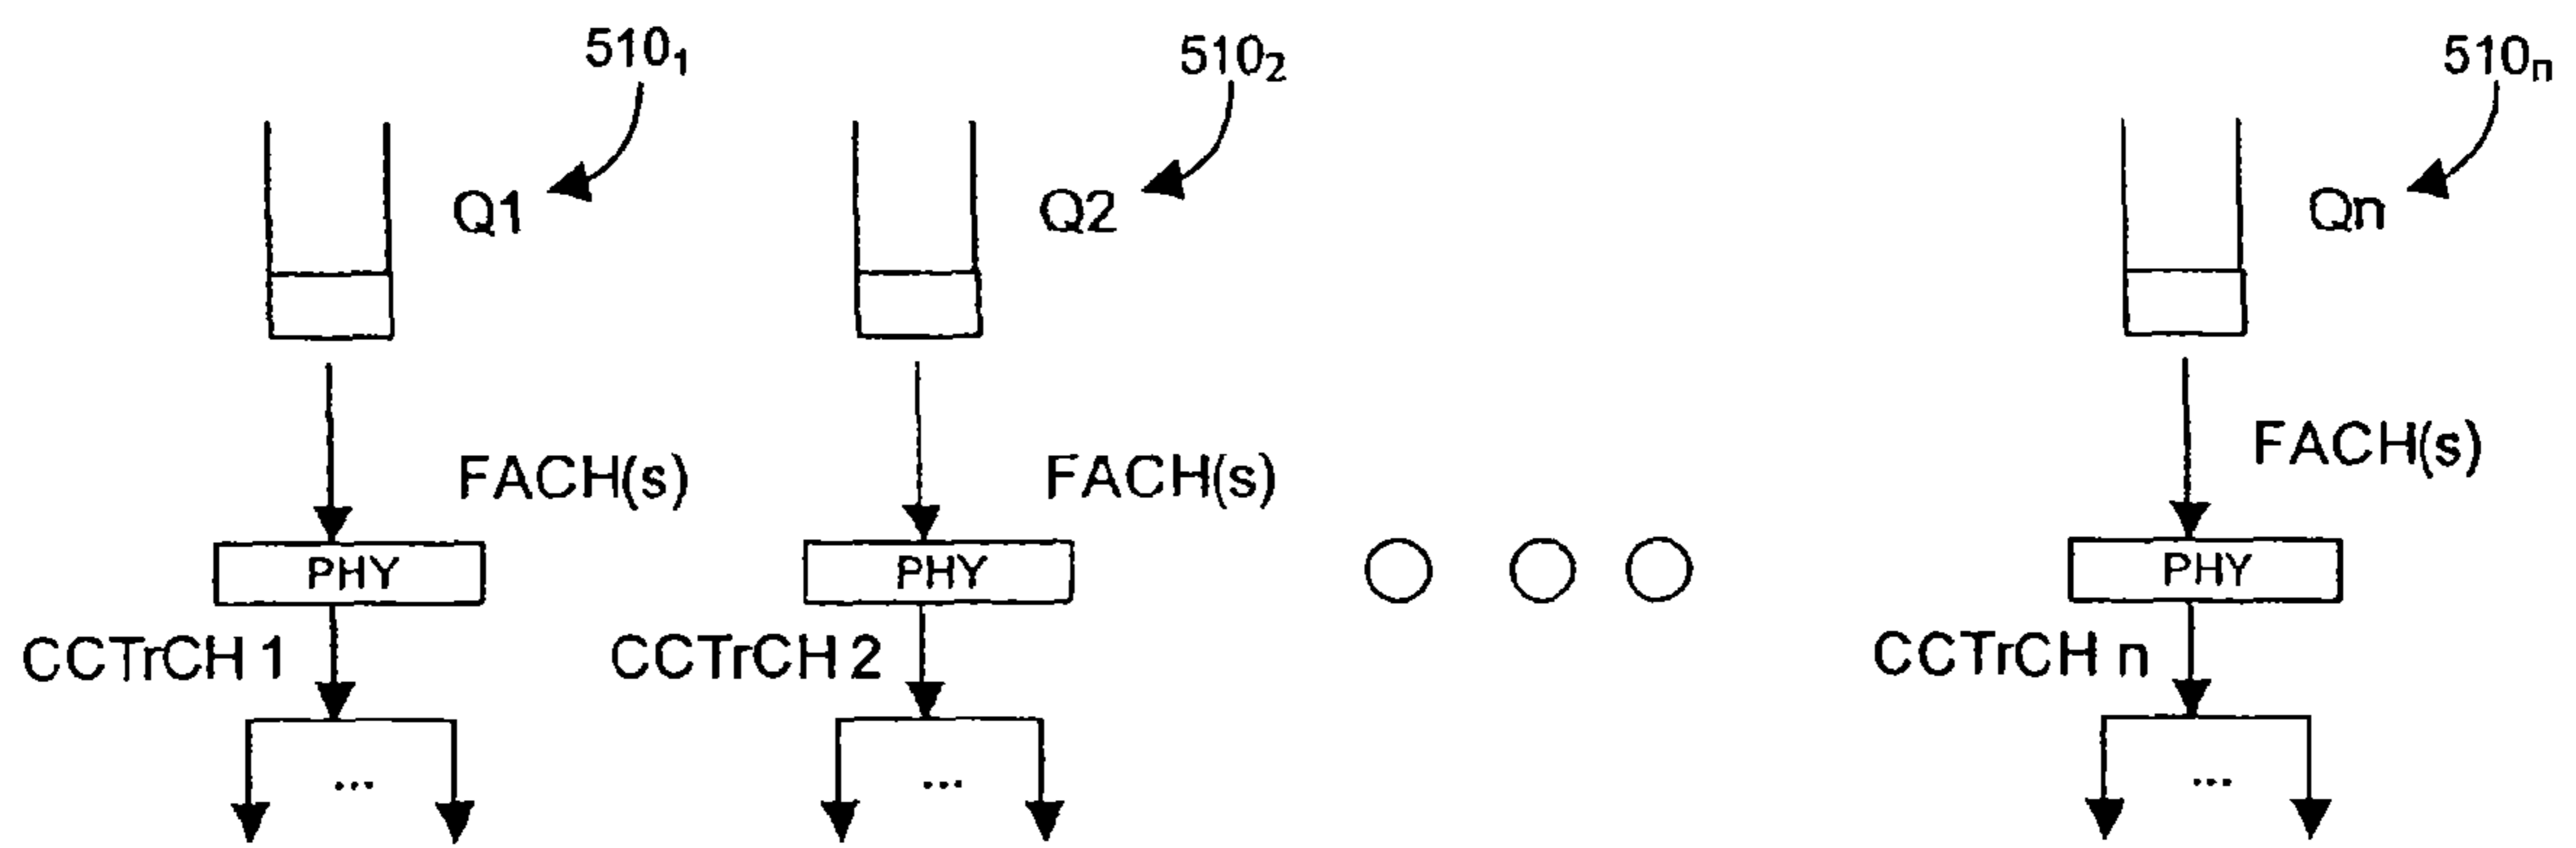 510₁ 510₂ 510ₙ
Q1 Q2 Qn
FACH(s) FACH(s) FACH(s)
PHY PHY PHY
CCTrCH 1 CCTrCH 2 CCTrCH n
... ... ...